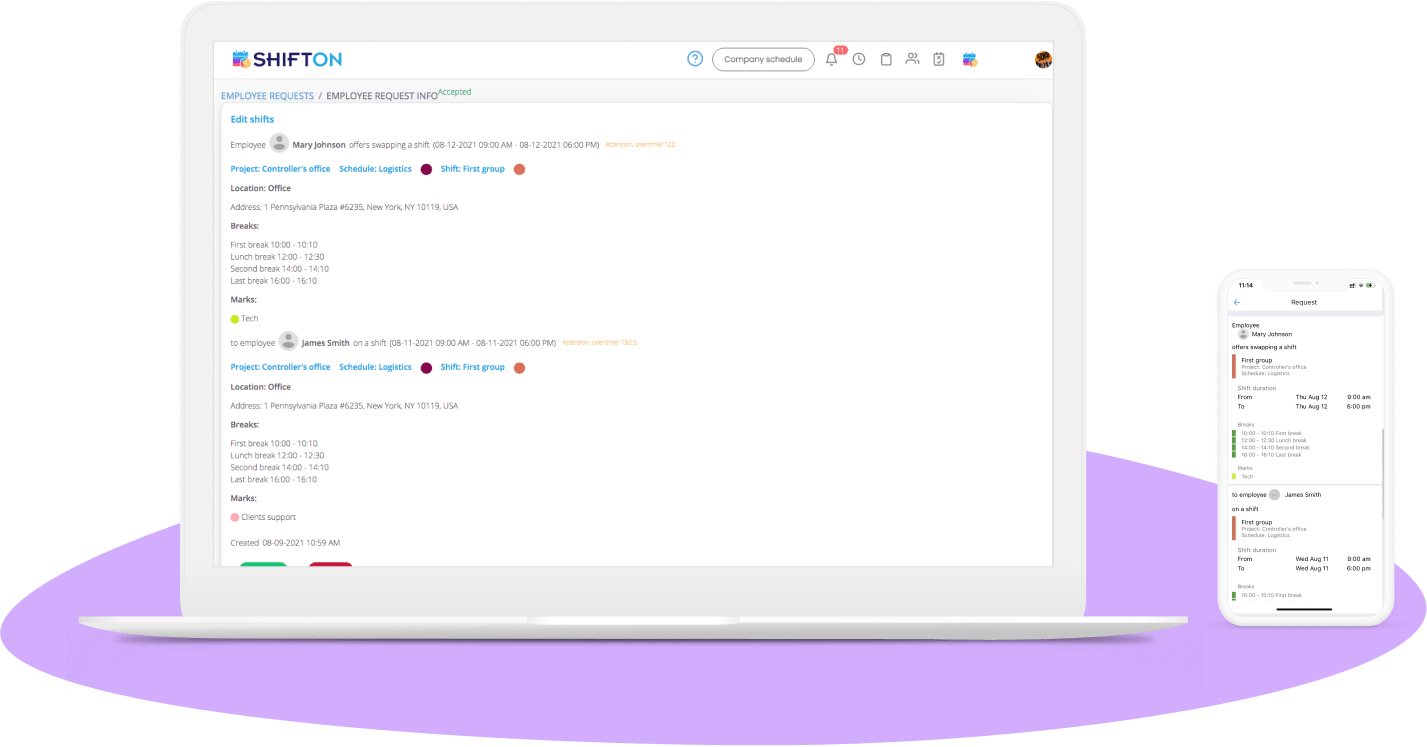 SHIFTON
?
Company schedule
11
EMPLOYEE REQUESTS / EMPLOYEE REQUEST INFO Accepted
Edit shifts
Employee Mary Johnson offers swapping a shift (08-12-2021 09:00 AM - 08-12-2021 06:00 PM) Attention, overtime! 122
Project: Controller's office Schedule: Logistics Shift: First group
Location: Office
Address: 1 Pennsylvania Plaza #6235, New York, NY 10119, USA
Breaks:
First break 10:00 - 10:10
Lunch break 12:00 - 12:30
Second break 14:00 - 14:10
Last break 16:00 - 16:10
Marks:
Tech
to employee James Smith on a shift (08-11-2021 09:00 AM - 08-11-2021 06:00 PM) Attention, overtime! 192.5
Project: Controller's office Schedule: Logistics Shift: First group
Location: Office
Address: 1 Pennsylvania Plaza #6235, New York, NY 10119, USA
Breaks:
First break 10:00 - 10:10
Lunch break 12:00 - 12:30
Second break 14:00 - 14:10
Last break 16:00 - 16:10
Marks:
Clients support
Created 08-09-2021 10:59 AM
11:14
Request
Employee
Mary Johnson
offers swapping a shift
First group
Project: Controller's office
Schedule: Logistics
Shift duration
From Thu Aug 12 9:00 am
To Thu Aug 12 6:00 pm
Breaks
10:00 - 10:10 First break
12:00 - 12:30 Lunch break
14:00 - 14:10 Second break
16:00 - 16:10 Last break
Marks
Tech
to employee James Smith
on a shift
First group
Project: Controller's office
Schedule: Logistics
Shift duration
From Wed Aug 11 9:00 am
To Wed Aug 11 6:00 pm
Breaks
10:00 - 10:10 First break